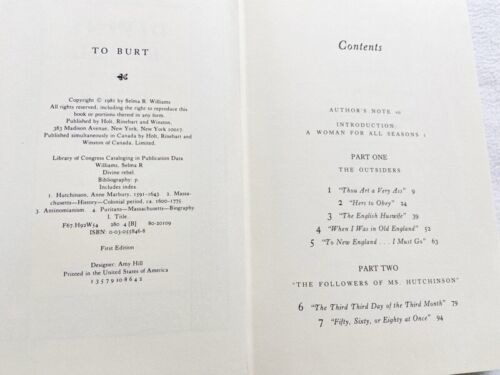 TO BURT
Copyright © 1981 by Selma R. Williams
All rights reserved, including the right to reproduce this
book or portions thereof in any form.
Published by Holt, Rinehart and Winston,
383 Madison Avenue, New York, New York 10017.
Published simultaneously in Canada by Holt, Rinehart and
Winston of Canada, Limited.
Library of Congress Cataloging in Publication Data
Williams, Selma R
Divine rebel.
Bibliography: p.
Includes index.
1. Hutchinson, Anne Marbury, 1591-1643. 2. Massa-
chusetts—History—Colonial period, ca. 1600-1775
3. Antinomianism. 4. Puritans—Massachusetts—Biography.
I. Title.
F67.H92W54 280'.4 [B] 80-20109
ISBN: 0-03-055846-8
First Edition
Designer: Amy Hill
Printed in the United States of America
1 3 5 7 9 10 8 6 4 2
Contents
AUTHOR'S NOTE
INTRODUCTION:
A WOMAN FOR ALL SEASONS 1
PART ONE
THE OUTSIDERS
1 "Thou Art a Very Ass" 9
2 "Hers to Obey" 24
3 "The English Huswife" 39
4 "When I Was in Old England" 52
5 "To New England . . . I Must Go" 63
PART TWO
"THE FOLLOWERS OF MS. HUTCHINSON"
6 "The Third Third Day of the Third Month" 79
7 "Fifty, Sixty, or Eighty at Once" 94